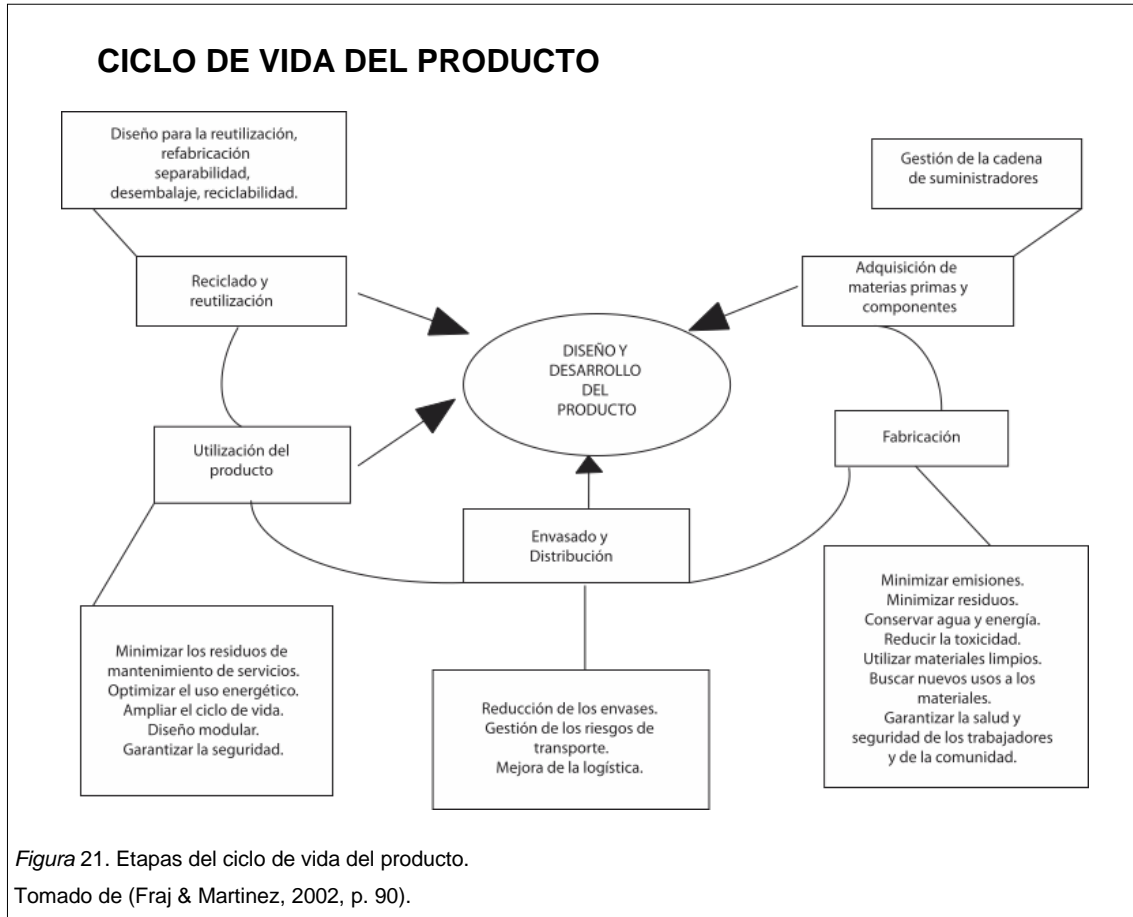 CICLO DE VIDA DEL PRODUCTO
Diseño para la reutilización,
refabricación
separabilidad,
desembalaje, reciclabilidad.
Gestión de la cadena
de suministradores
Reciclado y
reutilización
Adquisición de
materias primas y
componentes
DISEÑO Y
DESARROLLO
DEL
PRODUCTO
Utilización del
producto
Fabricación
Envasado y
Distribución
Minimizar los residuos de
mantenimiento de servicios.
Optimizar el uso energético.
Ampliar el ciclo de vida.
Diseño modular.
Garantizar la seguridad.
Reducción de los envases.
Gestión de los riesgos de
transporte.
Mejora de la logística.
Minimizar emisiones.
Minimizar residuos.
Conservar agua y energía.
Reducir la toxicidad.
Utilizar materiales limpios.
Buscar nuevos usos a los
materiales.
Garantizar la salud y
seguridad de los trabajadores
y de la comunidad.
Figura 21. Etapas del ciclo de vida del producto.
Tomado de (Fraj & Martinez, 2002, p. 90).